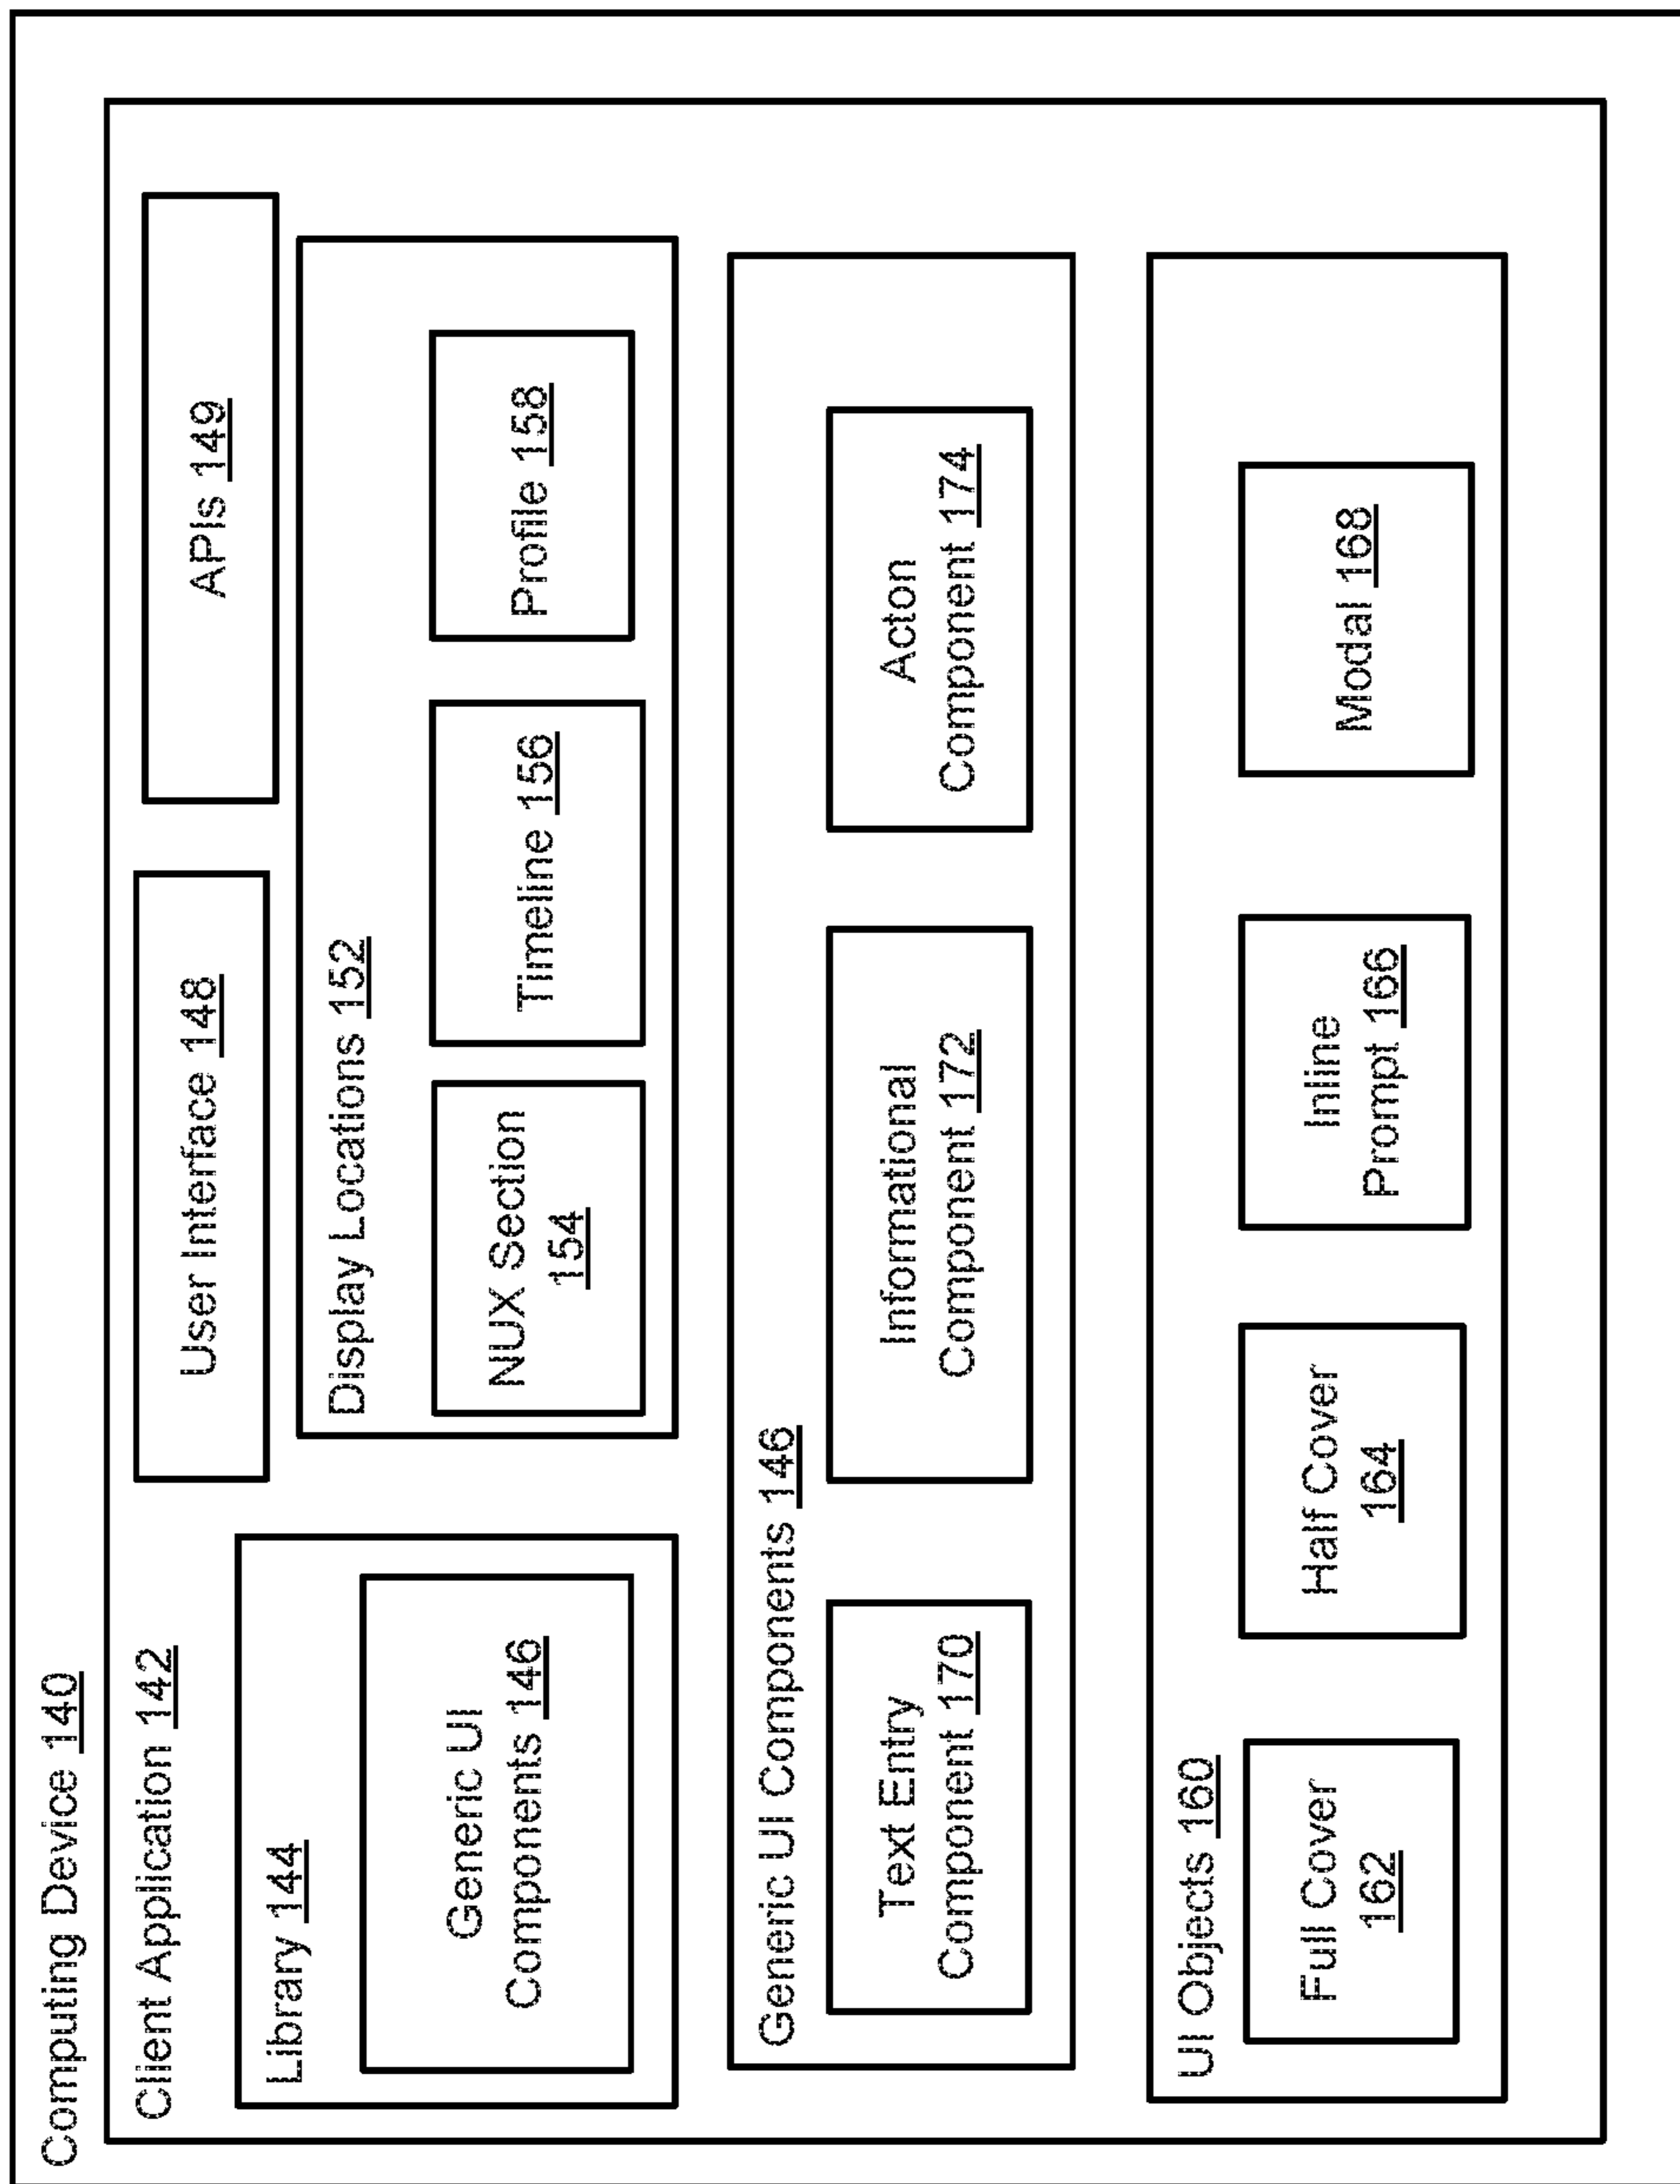 Computing Device 140
Client Application 142
Library 144
Generic UI
Components 146
User Interface 148
APIs 149
Display Locations 152
NUX Section
154
Timeline 156
Profile 158
Generic UI Components 146
Text Entry
Component 170
Informational
Component 172
Acton
Component 174
UI Objects 160
Full Cover
162
Half Cover
164
Inline
Prompt 166
Modal 168